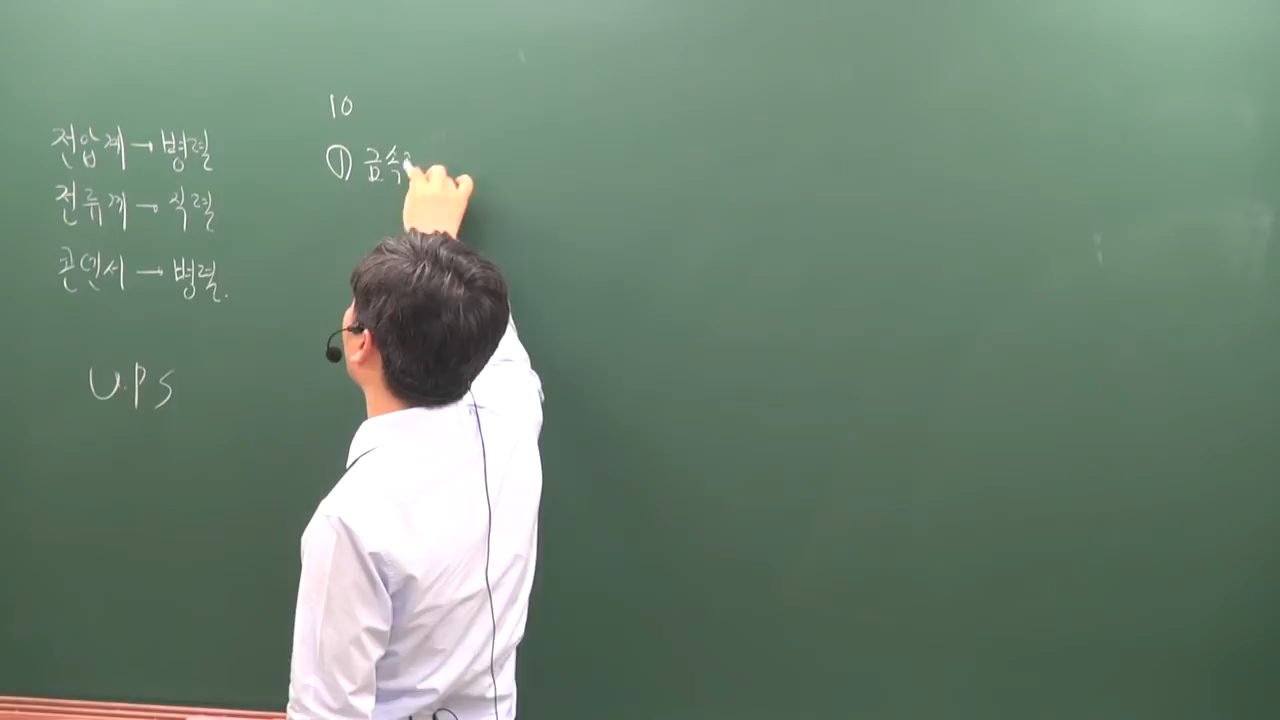 전압계 → 병렬
전류계 → 직렬
콘덴서 → 병렬.
U.P.S
10
① 금속